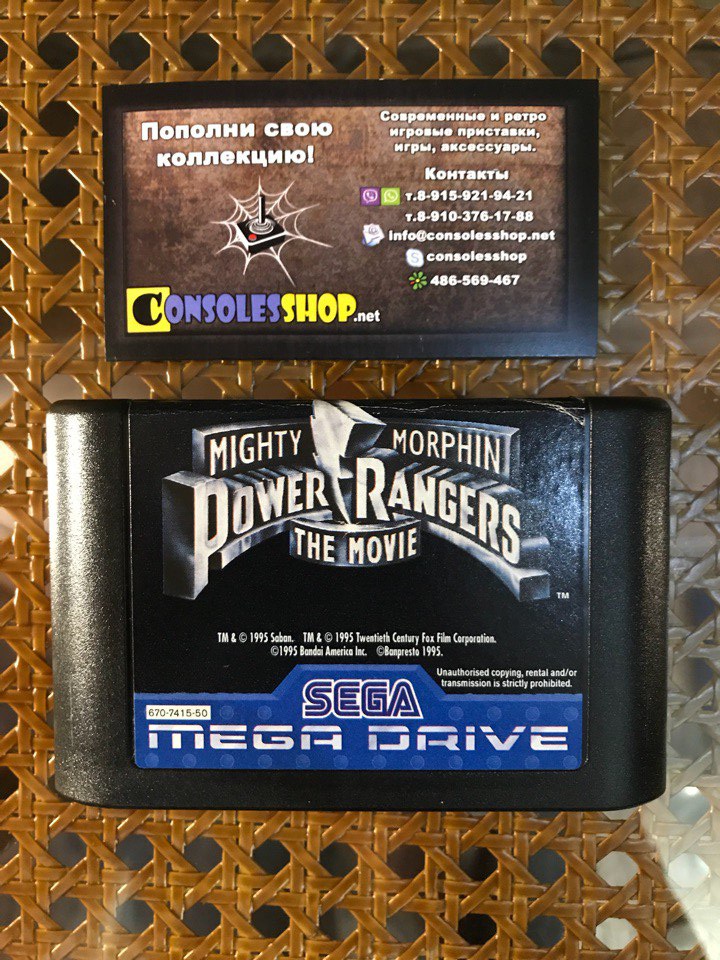 Пополни свою
коллекцию!
Современные и ретро
игровые приставки,
игры, аксессуары.
Контакты
т.8-915-921-94-21
т.8-910-376-17-88
info@consolesshop.net
consolesshop
486-569-467
CONSOLESSHOP.net
MIGHTY MORPHIN
POWER RANGERS
THE MOVIE
TM
TM & © 1995 Saban. TM & © 1995 Twentieth Century Fox Film Corporation.
©1995 Bandai America Inc. ©Banpresto 1995.
Unauthorised copying, rental and/or
transmission is strictly prohibited.
SEGA
670-7415-50
MEGA DRIVE